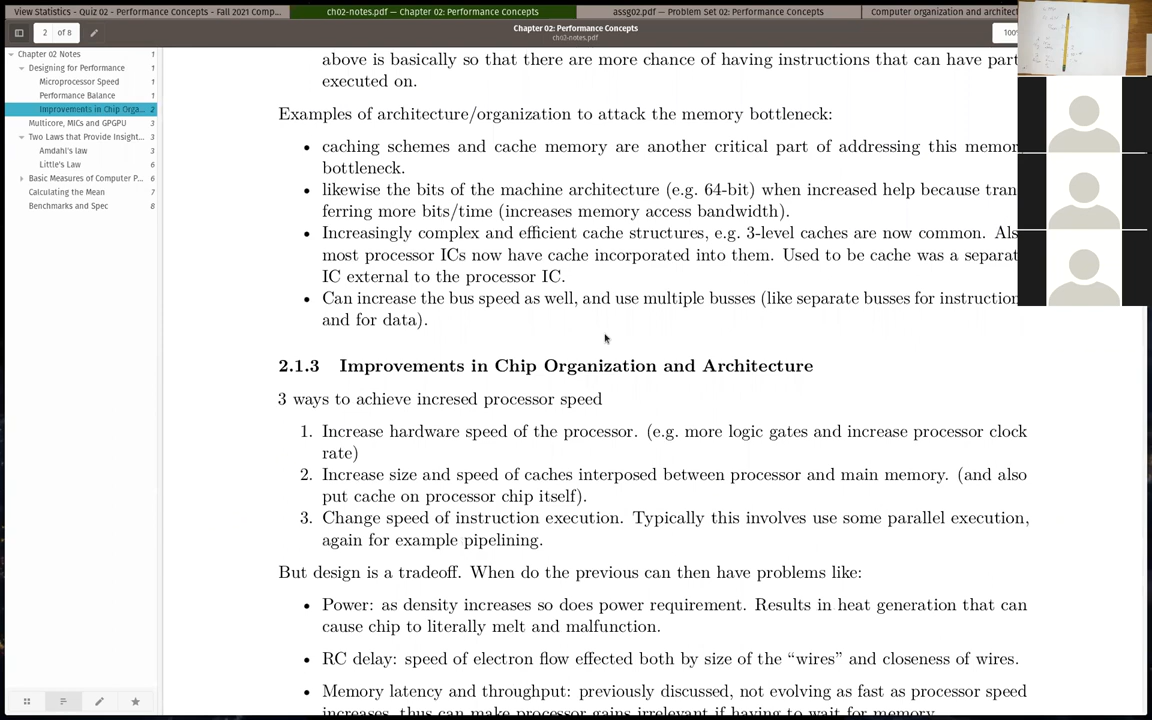 View Statistics - Quiz 02 - Performance Concepts - Fall 2021 Comp...
ch02-notes.pdf — Chapter 02: Performance Concepts
assg02.pdf — Problem Set 02: Performance Concepts
Computer organization and architect
2 of 8
Chapter 02: Performance Concepts
ch02-notes.pdf
100%
Chapter 02 Notes 1
Designing for Performance 1
Microprocessor Speed 1
Performance Balance 1
Improvements in Chip Orga... 2
Multicore, MICs and GPGPU 3
Two Laws that Provide Insight... 3
Amdahl's law 3
Little's Law 6
Basic Measures of Computer P... 6
Calculating the Mean 7
Benchmarks and Spec 8
above is basically so that there are more chance of having instructions that can have part
executed on.
Examples of architecture/organization to attack the memory bottleneck:
• caching schemes and cache memory are another critical part of addressing this memor
bottleneck.
• likewise the bits of the machine architecture (e.g. 64-bit) when increased help because tran
ferring more bits/time (increases memory access bandwidth).
• Increasingly complex and efficient cache structures, e.g. 3-level caches are now common. Als
most processor ICs now have cache incorporated into them. Used to be cache was a separat
IC external to the processor IC.
• Can increase the bus speed as well, and use multiple busses (like separate busses for instruction
and for data).
2.1.3 Improvements in Chip Organization and Architecture
3 ways to achieve incresed processor speed
1. Increase hardware speed of the processor. (e.g. more logic gates and increase processor clock
rate)
2. Increase size and speed of caches interposed between processor and main memory. (and also
put cache on processor chip itself).
3. Change speed of instruction execution. Typically this involves use some parallel execution,
again for example pipelining.
But design is a tradeoff. When do the previous can then have problems like:
• Power: as density increases so does power requirement. Results in heat generation that can
cause chip to literally melt and malfunction.
• RC delay: speed of electron flow effected both by size of the “wires” and closeness of wires.
• Memory latency and throughput: previously discussed, not evolving as fast as processor speed
increases, thus can make processor gains irrelevant if having to wait for memory.